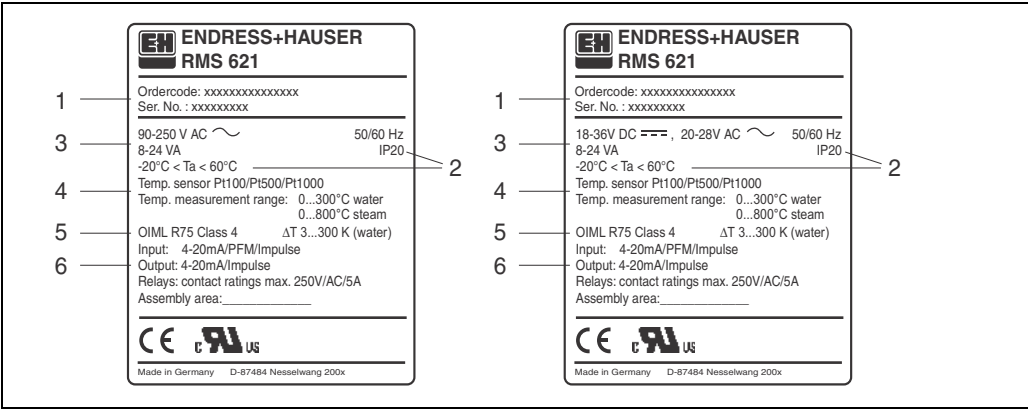 EH ENDRESS+HAUSER
RMS 621
1
Ordercode: xxxxxxxxxxxxxxx
Ser. No. : xxxxxxxxx
3
90-250 V AC 50/60 Hz
8-24 VA IP20
-20°C < Ta < 60°C
2
4
Temp. sensor Pt100/Pt500/Pt1000
Temp. measurement range: 0...300°C water
0...800°C steam
5
OIML R75 Class 4 ΔT 3...300 K (water)
Input: 4-20mA/PFM/Impulse
6
Output: 4-20mA/Impulse
Relays: contact ratings max. 250V/AC/5A
Assembly area:_____________
CE c RU us
Made in Germany D-87484 Nesselwang 200x
EH ENDRESS+HAUSER
RMS 621
1
Ordercode: xxxxxxxxxxxxxxx
Ser. No. : xxxxxxxxx
3
18-36V DC , 20-28V AC 50/60 Hz
8-24 VA IP20
-20°C < Ta < 60°C
2
4
Temp. sensor Pt100/Pt500/Pt1000
Temp. measurement range: 0...300°C water
0...800°C steam
5
OIML R75 Class 4 ΔT 3...300 K (water)
Input: 4-20mA/PFM/Impulse
6
Output: 4-20mA/Impulse
Relays: contact ratings max. 250V/AC/5A
Assembly area:_____________
CE c RU us
Made in Germany D-87484 Nesselwang 200x